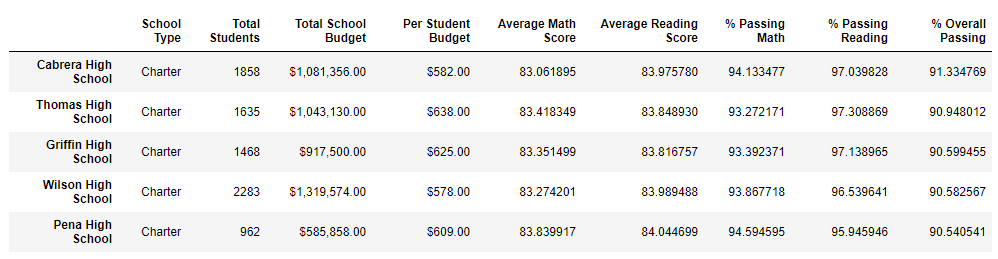 School Type Total Students Total School Budget Per Student Budget Average Math Score Average Reading Score % Passing Math % Passing Reading % Overall Passing
Cabrera High School Charter 1858 $1,081,356.00 $582.00 83.061895 83.975780 94.133477 97.039828 91.334769
Thomas High School Charter 1635 $1,043,130.00 $638.00 83.418349 83.848930 93.272171 97.308869 90.948012
Griffin High School Charter 1468 $917,500.00 $625.00 83.351499 83.816757 93.392371 97.138965 90.599455
Wilson High School Charter 2283 $1,319,574.00 $578.00 83.274201 83.989488 93.867718 96.539641 90.582567
Pena High School Charter 962 $585,858.00 $609.00 83.839917 84.044699 94.594595 95.945946 90.540541